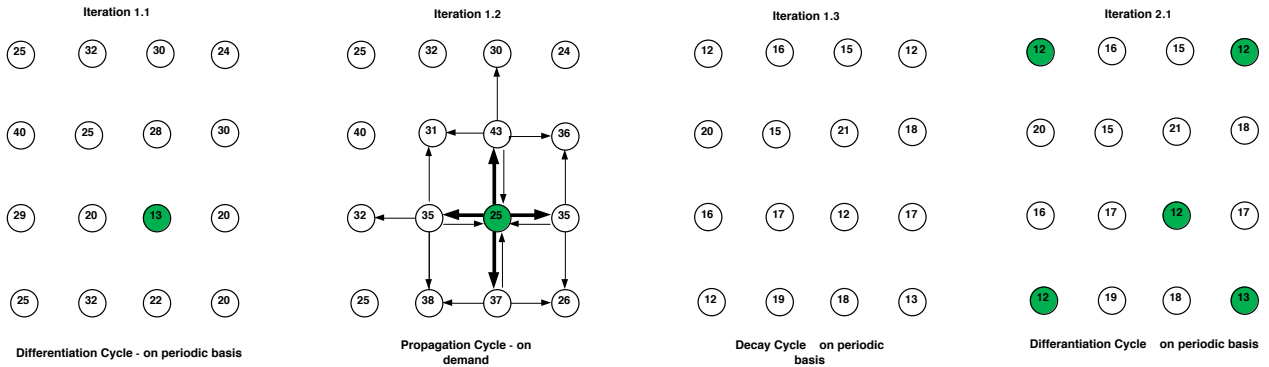 Iteration 1.1
25 32 30 24
40 25 28 30
29 20 13 20
25 32 22 20
Differentiation Cycle - on periodic basis
Iteration 1.2
25 32 30 24
40 31 43 36
32 35 25 35
25 38 37 26
Propagation Cycle - on
demand
Iteration 1.3
12 16 15 12
20 15 21 18
16 17 12 17
12 19 18 13
Decay Cycle on periodic
basis
Iteration 2.1
12 16 15 12
20 15 21 18
16 17 12 17
12 19 18 13
Differantiation Cycle on periodic basis